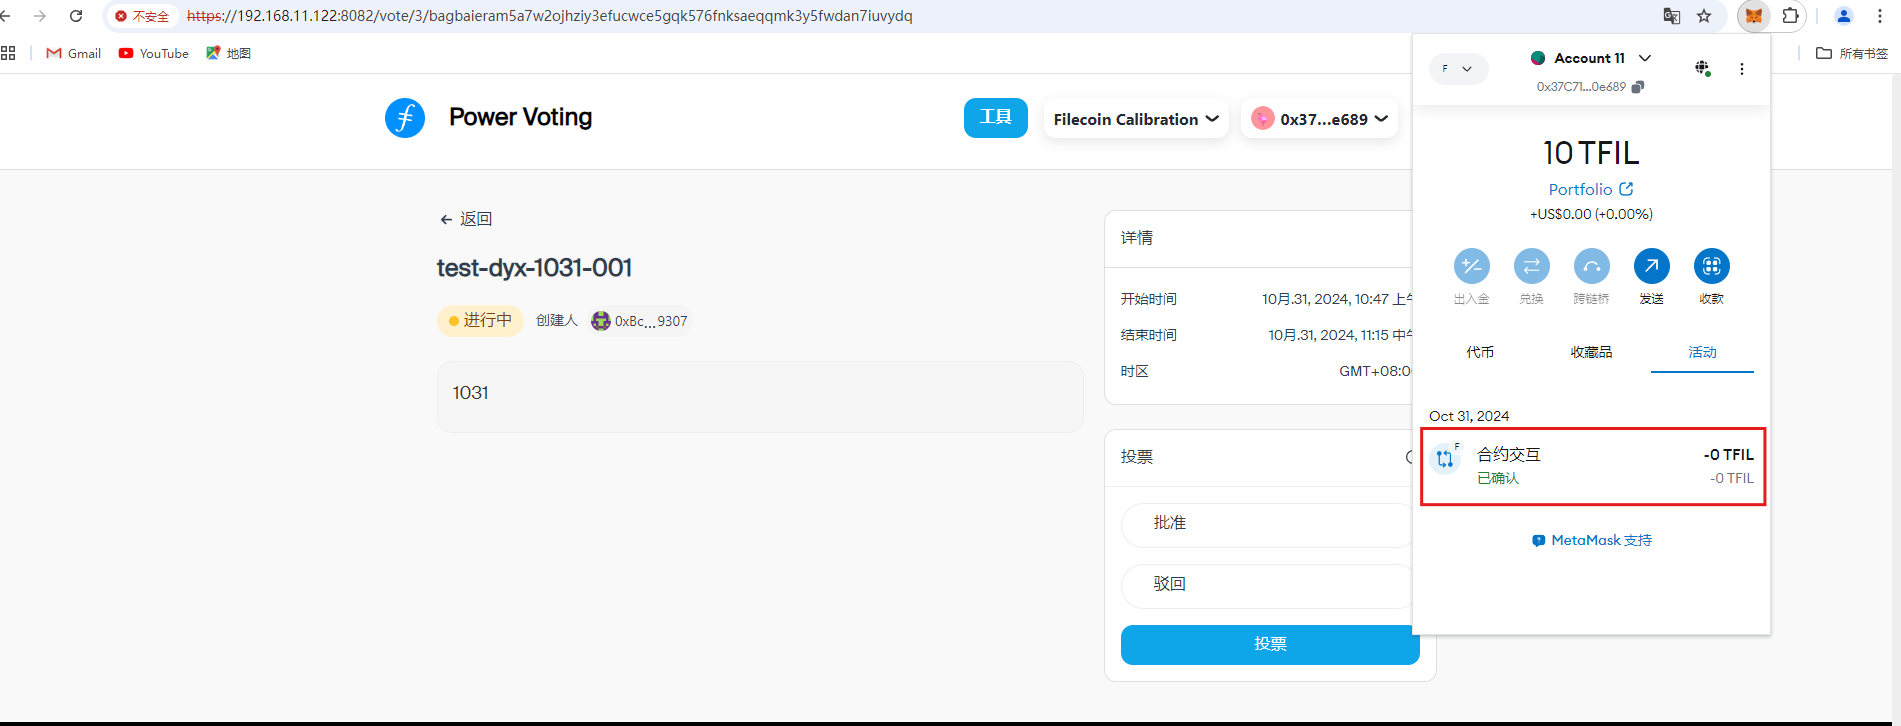 不安全
https://192.168.11.122:8082/vote/3/bagbaieram5a7w2ojhziy3efucwce5gqk576fnksaeqqmk3y5fwdan7iuvydq
Gmail
YouTube
地图
所有书签
Power Voting
工具
Filecoin Calibration
0x37...e689
返回
test-dyx-1031-001
进行中
创建人
0xBc...9307
1031
详情
开始时间
10月.31, 2024, 10:47 上午
结束时间
10月.31, 2024, 11:15 中午
时区
GMT+08:0
投票
批准
驳回
投票
F
Account 11
0x37C71...0e689
10 TFIL
Portfolio
+US$0.00 (+0.00%)
出入金
兑换
跨链桥
发送
收款
代币
收藏品
活动
Oct 31, 2024
F
合约交互
-0 TFIL
已确认
-0 TFIL
MetaMask 支持